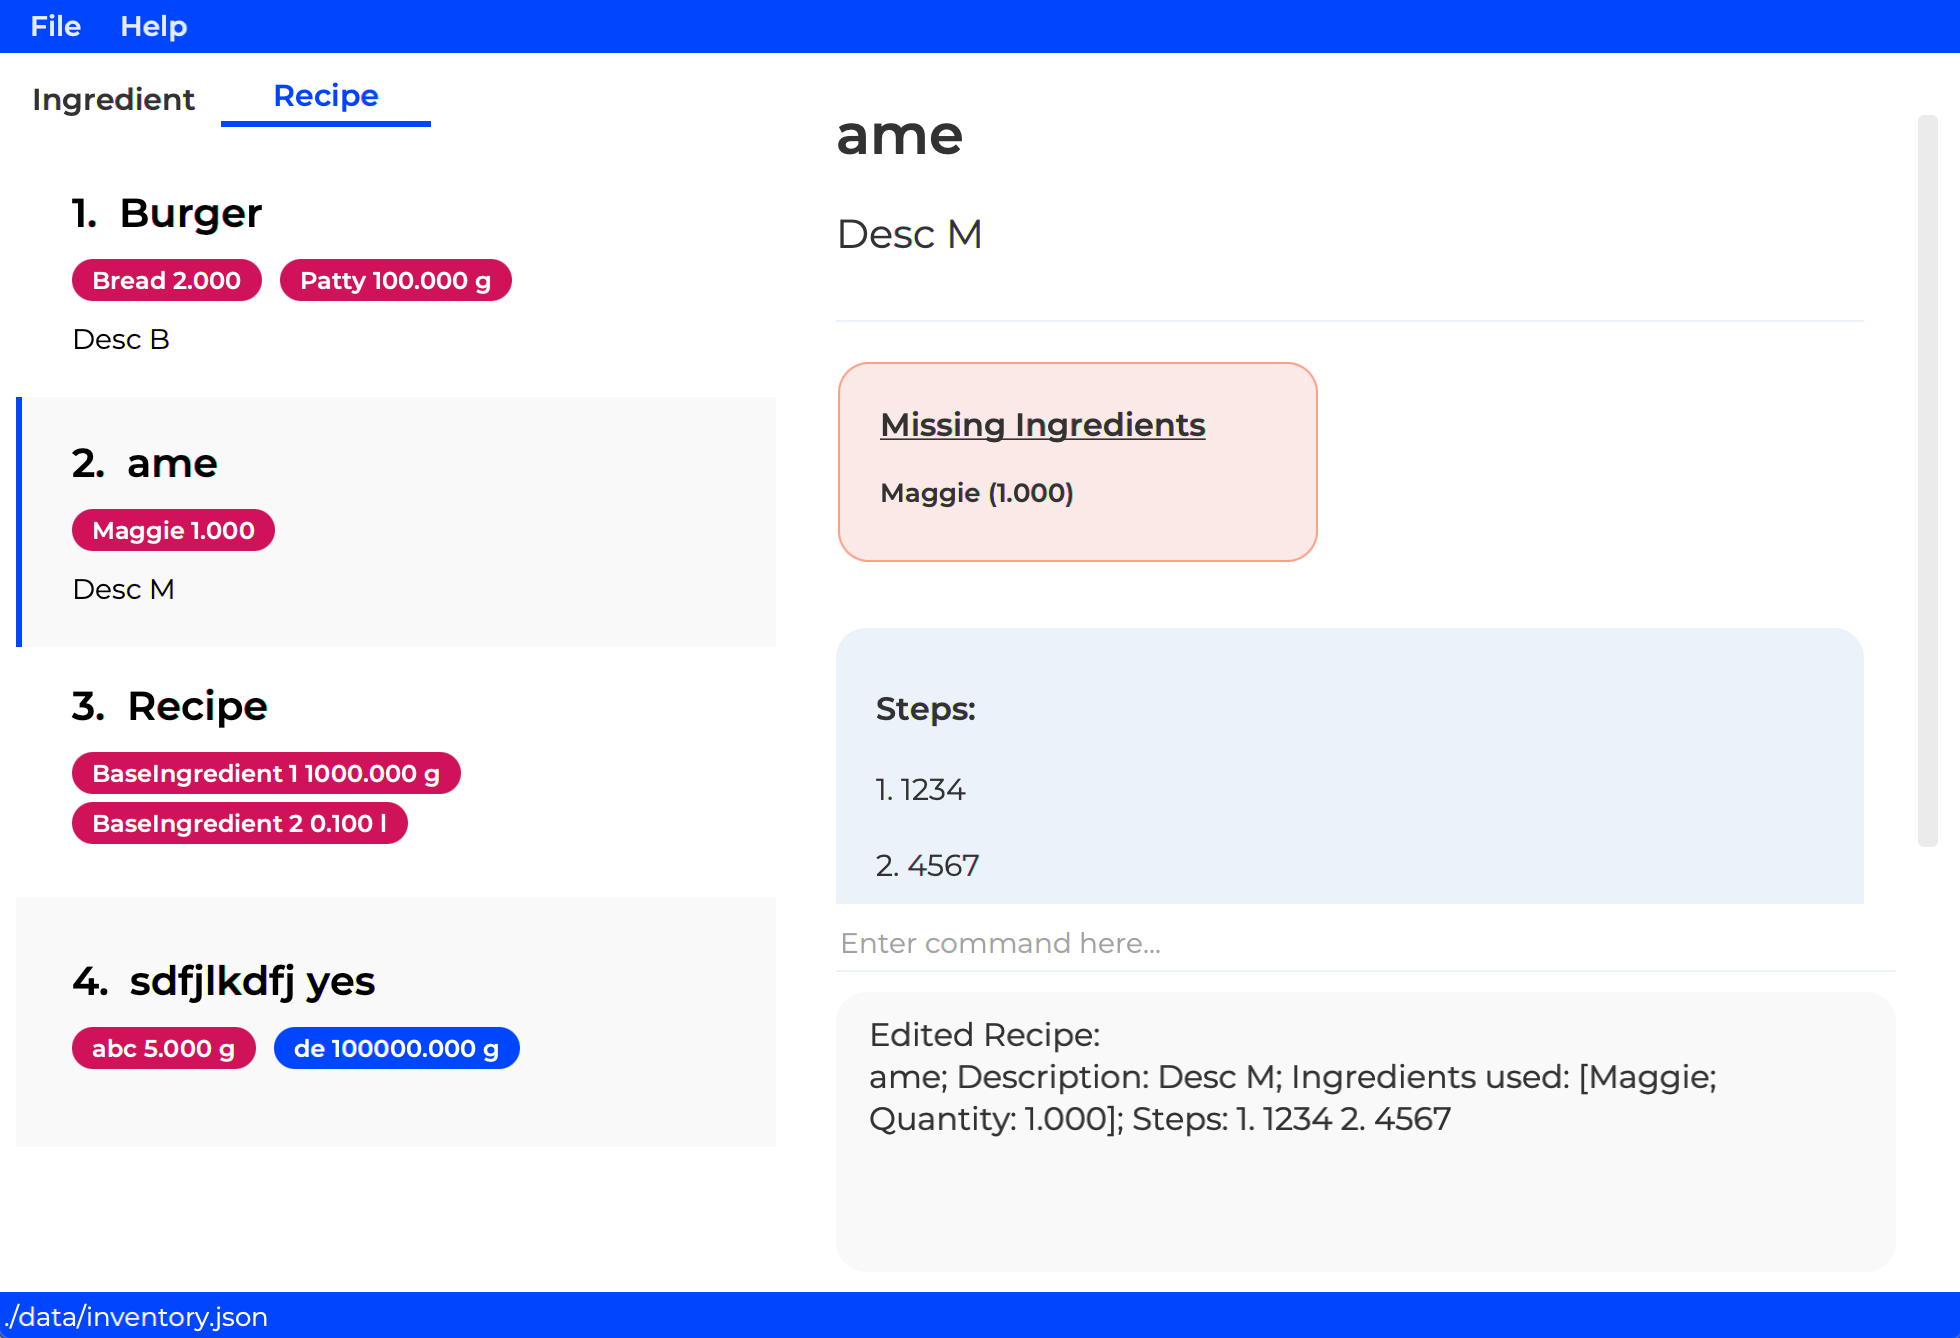 File Help
Ingredient Recipe
1. Burger
Bread 2.000 Patty 100.000 g
Desc B
2. ame
Maggie 1.000
Desc M
3. Recipe
BaseIngredient 1 1000.000 g
BaseIngredient 2 0.100 l
4. sdfjlkdfj yes
abc 5.000 g de 100000.000 g
ame
Desc M
Missing Ingredients
Maggie (1.000)
Steps:
1. 1234
2. 4567
Enter command here...
Edited Recipe:
ame; Description: Desc M; Ingredients used: [Maggie;
Quantity: 1.000]; Steps: 1. 1234 2. 4567
./data/inventory.json